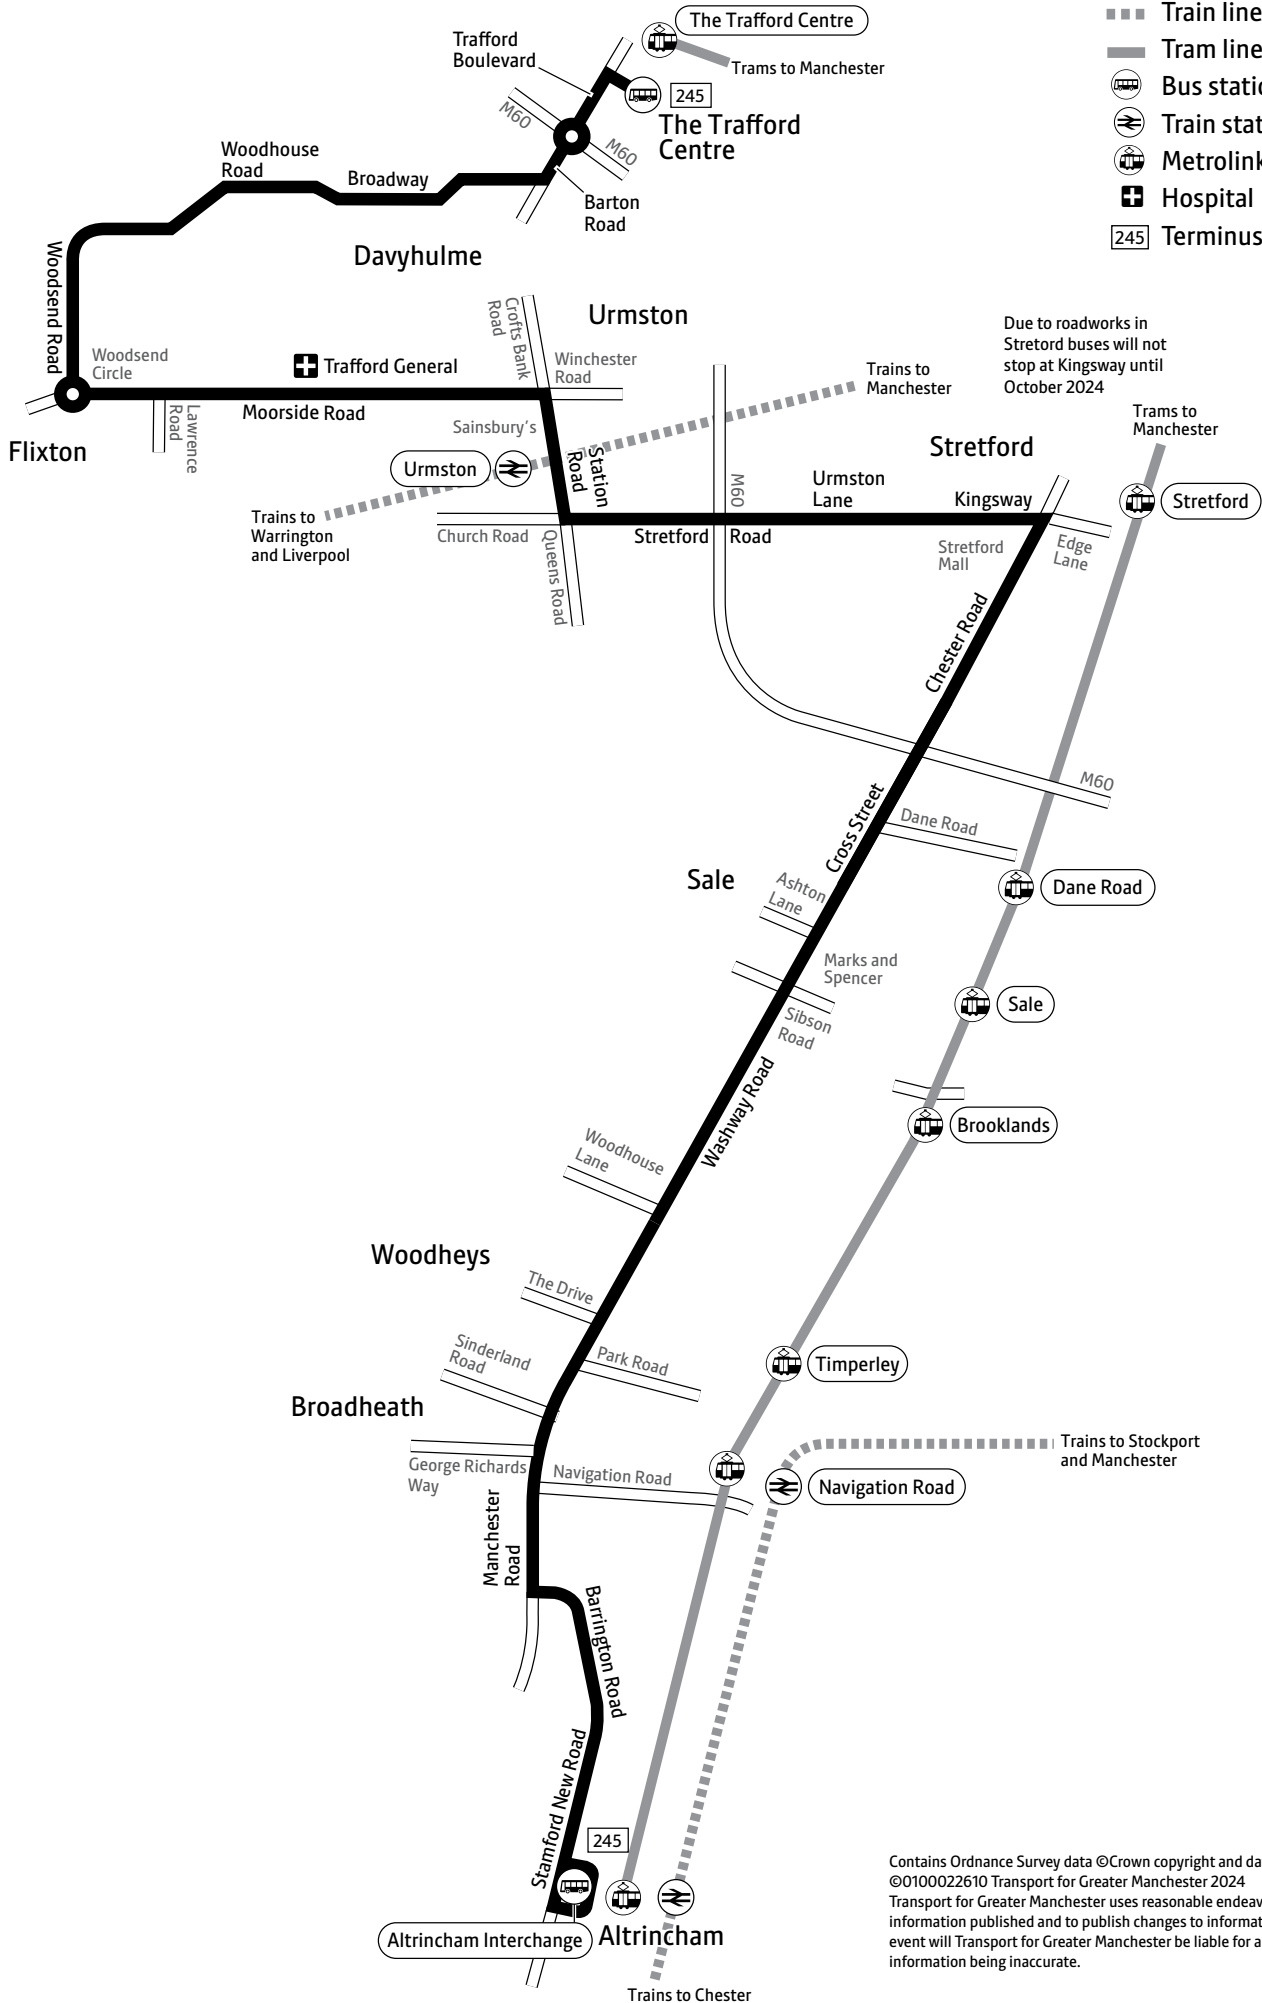 Train line
Tram line
Bus
Train
Metrolink
Hospital
245 Terminus
The Trafford Centre
Trafford
Boulevard
Trams to Manchester
245
The Trafford
Centre
M60
M60
Woodhouse
Road
Broadway
Barton
Road
Davyhulme
Woodsend Road
Urmston
Crofts Bank
Road
Due to roadworks in
Stretord buses will not
stop at Kingsway until
October 2024
Woodsend
Circle
Trafford General
Winchester
Road
Trains to
Manchester
Moorside Road
Lawrence
Road
Sainsbury's
Trams to
Manchester
Flixton
Stretford
Urmston
Station
Road
M60
Urmston
Lane
Kingsway
Stretford
Trains to
Warrington
and Liverpool
Church Road
Queens Road
Stretford
Road
Stretford
Mall
Edge
Lane
Chester Road
M60
Cross Street
Dane Road
Sale
Ashton
Lane
Dane Road
Marks and
Spencer
Sibson
Road
Sale
Washway Road
Brooklands
Woodhouse
Lane
Woodheys
The Drive
Sinderland
Road
Park Road
Timperley
Broadheath
George Richards
Way
Navigation Road
Trains to Stockport
and Manchester
Navigation Road
Manchester
Road
Barrington Road
Stamford New Road
245
Altrincham Interchange
Altrincham
Trains to Chester
Contains Ordnance Survey data ©Crown copyright and
©0100022610 Transport for Greater Manchester 2024
Transport for Greater Manchester uses reasonable
information published and to publish changes to
event will Transport for Greater Manchester be liable for
information being inaccurate.